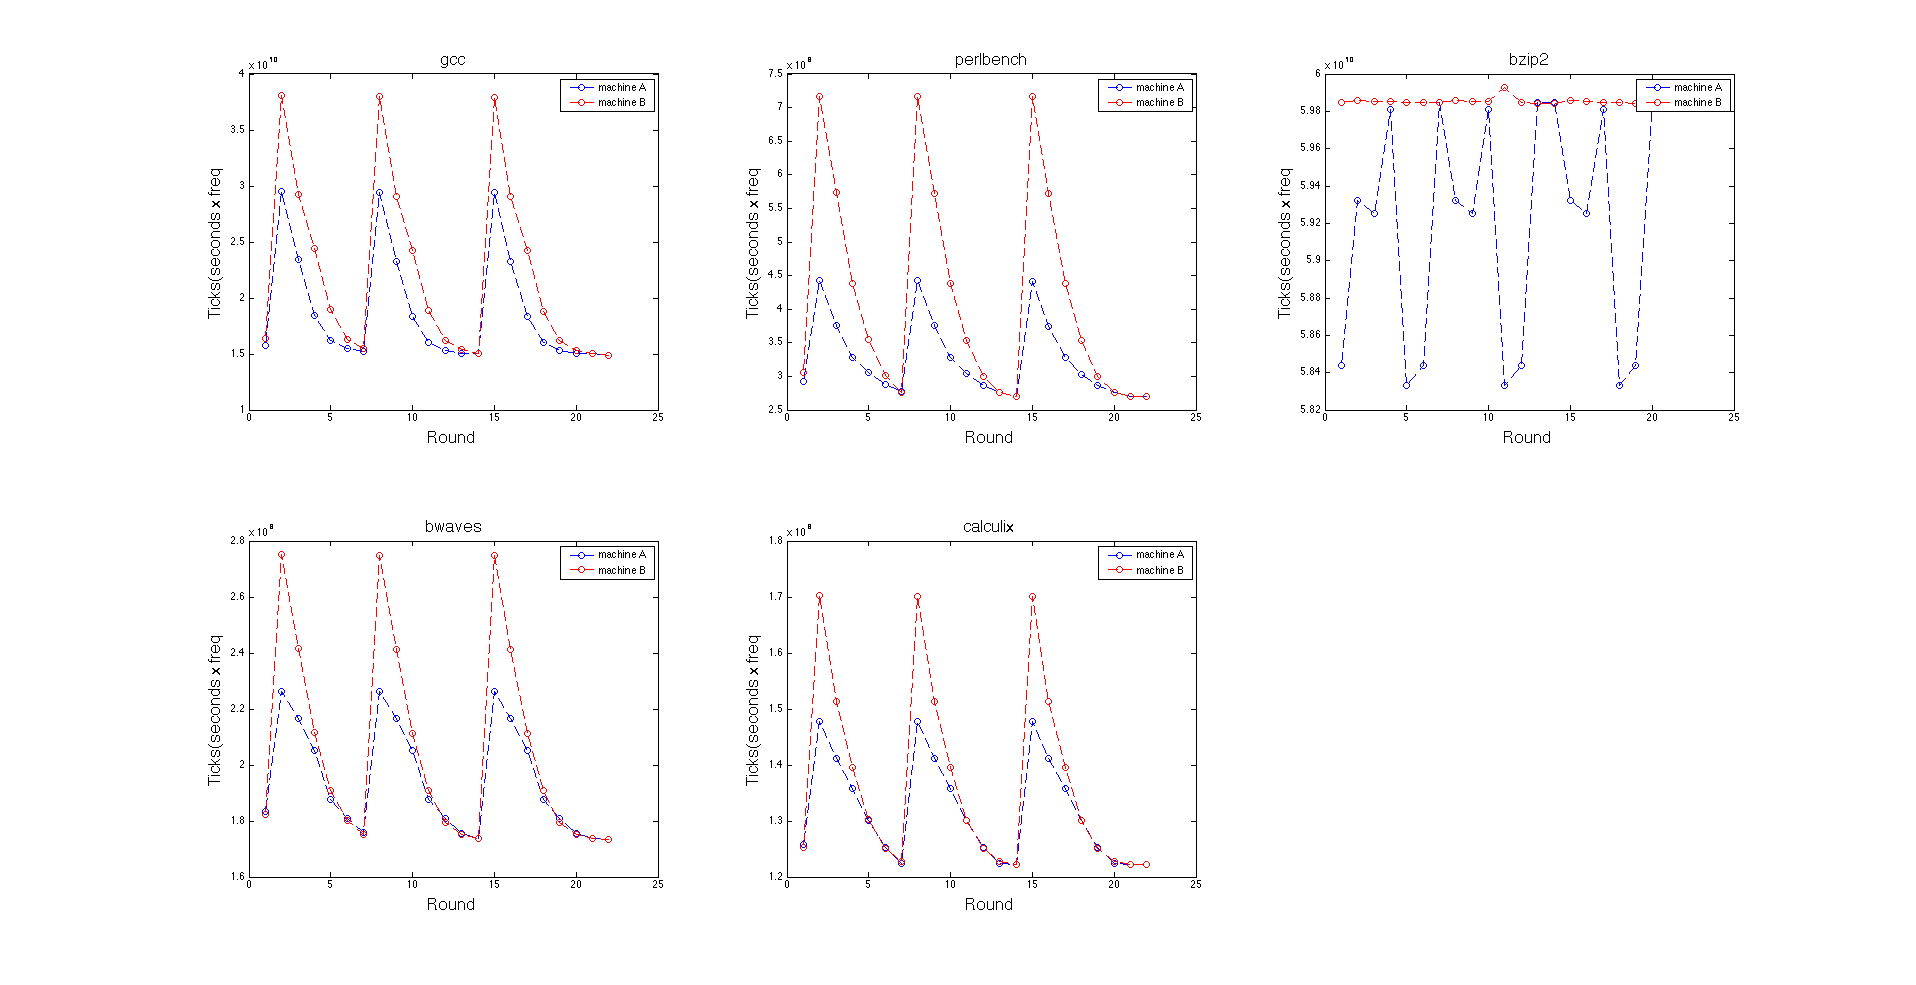 gcc
x 10^10
4
3.5
3
2.5
2
1.5
1
0 5 10 15 20 25
Ticks(seconds x freq
Round
machine A
machine B
perlbench
x 10^8
7.5
7
6.5
6
5.5
5
4.5
4
3.5
3
2.5
0 5 10 15 20 25
Ticks(seconds x freq
Round
machine A
machine B
bzip2
x 10^10
6
5.98
5.96
5.94
5.92
5.9
5.88
5.86
5.84
5.82
0 5 10 15 20 25
Ticks(seconds x freq
Round
machine A
machine B
bwaves
x 10
2.8
2.6
2.4
2.2
2
1.8
1.6
0 5 10 15 20 25
Ticks(seconds x freq
Round
machine A
machine B
calculix
x 10
1.8
1.7
1.6
1.5
1.4
1.3
1.2
0 5 10 15 20 25
Ticks(seconds x freq
Round
machine A
machine B